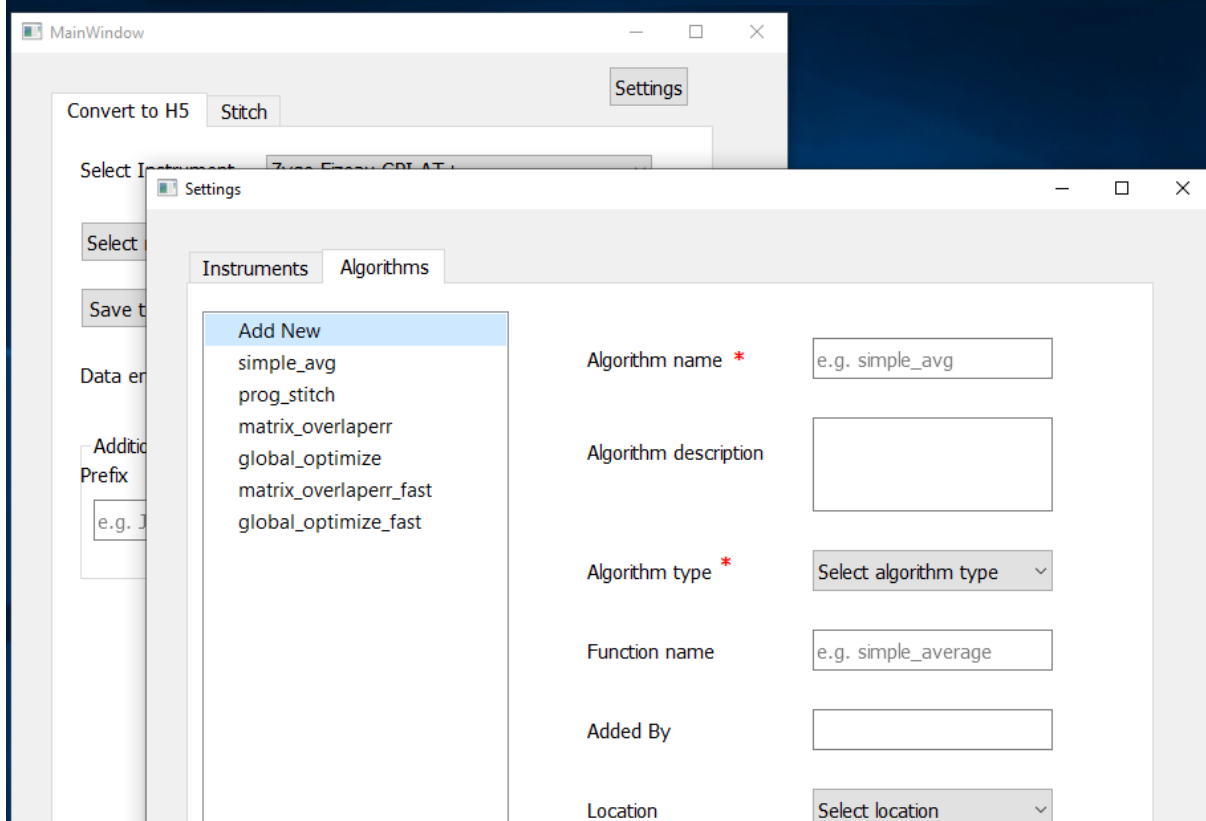 MainWindow
Settings
Convert to H5
Stitch
Settings
Select
Instruments
Algorithms
Save t
Data er
Additio
Prefix
e.g. J
Add New
simple_avg
prog_stitch
matrix_overlaperr
global_optimize
matrix_overlaperr_fast
global_optimize_fast
Algorithm name *
e.g. simple_avg
Algorithm description
Algorithm type *
Select algorithm type
Function name
e.g. simple_average
Added By
Location
Select location